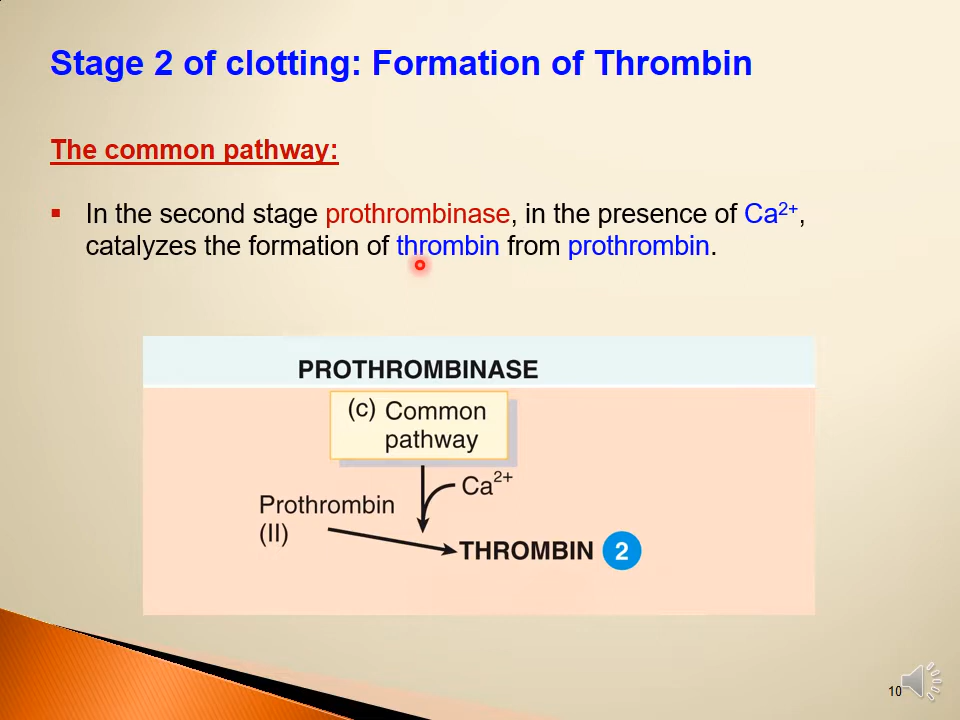 Stage 2 of clotting: Formation of Thrombin
The common pathway:
▪ In the second stage prothrombinase, in the presence of Ca²⁺,
catalyzes the formation of thrombin from prothrombin.
PROTHROMBINASE
(c) Common
pathway
Ca²⁺
Prothrombin
(II)
THROMBIN 2
10